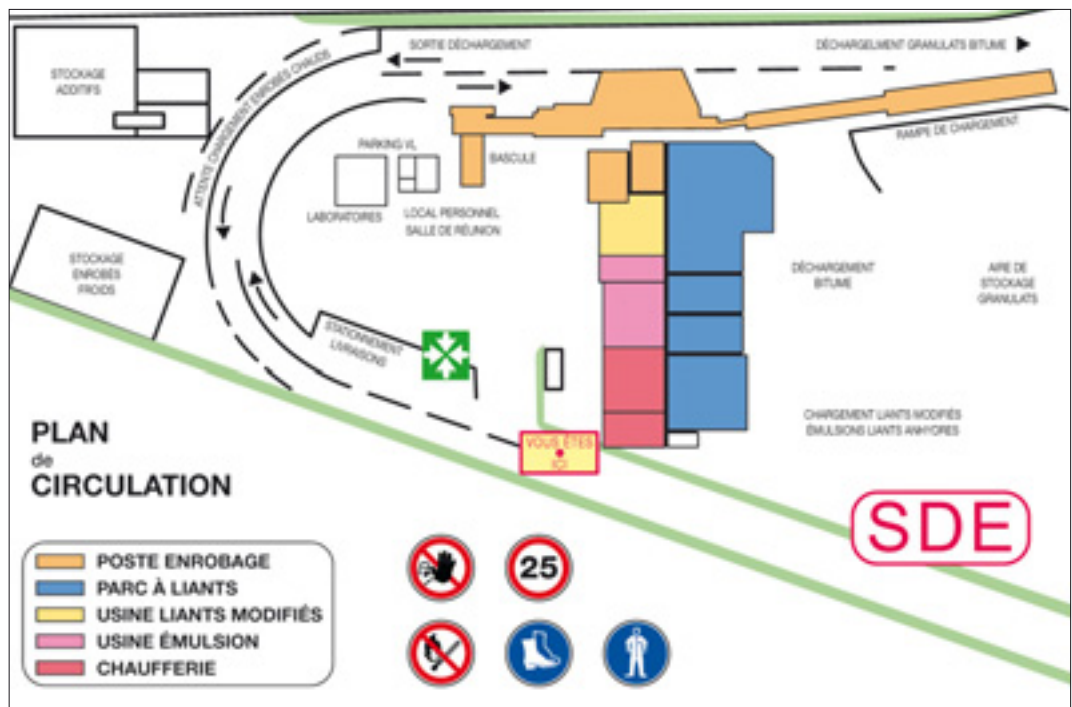 SORTIE DÉCHARGEMENT
DÉCHARGELMENT GRANULATS BITUME
STOCKAGE
ADDITIFS
ATTENTE CHARGEMENT ENROBÉS CHAUDS
RAMPE DE CHARGEMENT
PARKING VL
BASCULE
LABORATOIRES
LOCAL PERSONNEL
SALLE DE RÉUNION
STOCKAGE
ENROBÉS
FROIDS
DÉCHARGEMENT
BITUME
AIRE DE
STOCKAGE
GRANULATS
STATIONNEMENT
LIVRAISONS
CHARGEMENT LIANTS MODIFIÉS
ÉMULSIONS LIANTS ANHYDRES
VOUS ÊTES
ICI
PLAN
de
CIRCULATION
SDE
POSTE ENROBAGE
PARC À LIANTS
USINE LIANTS MODIFIÉS
USINE ÉMULSION
CHAUFFERIE
25